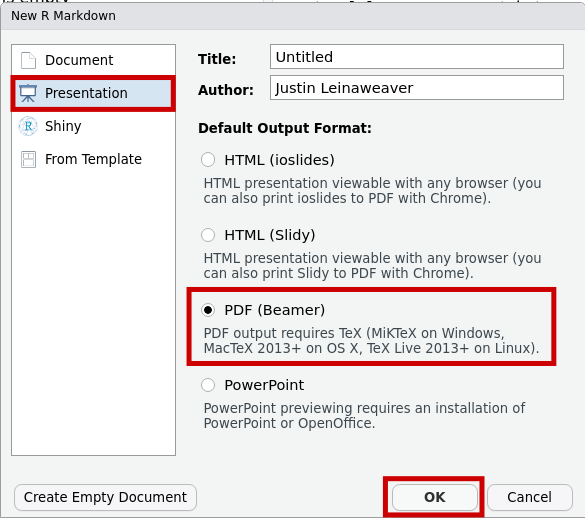 New R Markdown
Document
Presentation
Shiny
From Template
Title: Untitled
Author: Justin Leinaweaver
Default Output Format:
HTML (ioslides)
HTML presentation viewable with any browser (you
can also print ioslides to PDF with Chrome).
HTML (Slidy)
HTML presentation viewable with any browser (you
can also print Slidy to PDF with Chrome).
PDF (Beamer)
PDF output requires TeX (MiKTeX on Windows,
MacTeX 2013+ on OS X, TeX Live 2013+ on Linux).
PowerPoint
PowerPoint previewing requires an installation of
PowerPoint or OpenOffice.
Create Empty Document
OK
Cancel